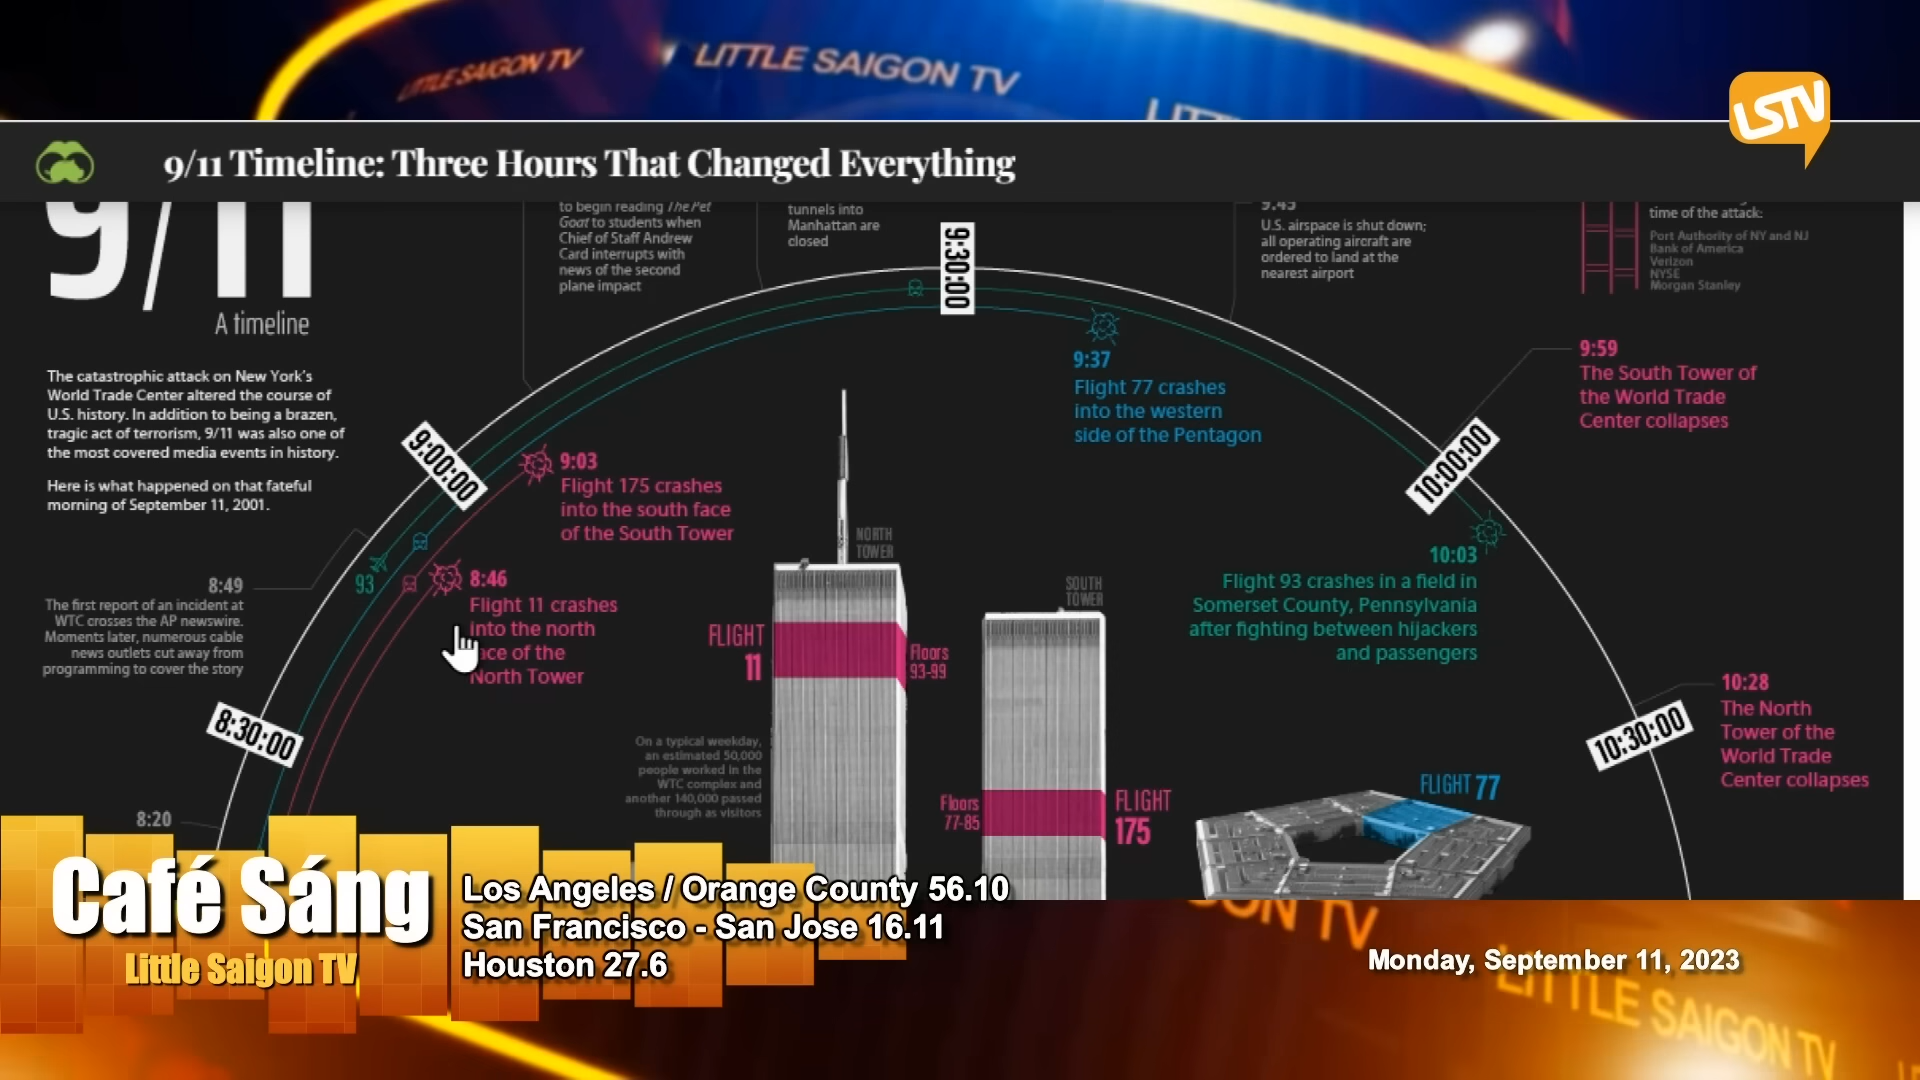 LITTLE SAIGON TV
LITTLE SAIGON TV
LSTV
9/11 Timeline: Three Hours That Changed Everything
9/11
A timeline
The catastrophic attack on New York's
World Trade Center altered the course of
U.S. history. In addition to being a brazen,
tragic act of terrorism, 9/11 was also one of
the most covered media events in history.
Here is what happened on that fateful
morning of September 11, 2001.
to begin reading The Pet
Goat to students when
Chief of Staff Andrew
Card interrupts with
news of the second
plane impact
tunnels into
Manhattan are
closed
9:30:00
9:45
U.S. airspace is shut down;
all operating aircraft are
ordered to land at the
nearest airport
time of the attack:
Port Authority of NY and NJ
Bank of America
Verizon
NYSE
Morgan Stanley
9:37
Flight 77 crashes
into the western
side of the Pentagon
9:59
The South Tower of
the World Trade
Center collapses
9:00:00
9:03
Flight 175 crashes
into the south face
of the South Tower
10:00:00
8:49
The first report of an incident at
WTC crosses the AP newswire.
Moments later, numerous cable
news outlets cut away from
programming to cover the story
93
8:46
Flight 11 crashes
into the north
ace of the
North Tower
NORTH
TOWER
SOUTH
TOWER
10:03
Flight 93 crashes in a field in
Somerset County, Pennsylvania
after fighting between hijackers
and passengers
FLIGHT
11
Floors
93-99
8:30:00
On a typical weekday,
an estimated 50,000
people worked in the
WTC complex and
another 140,000 passed
through as visitors
Floors
77-85
FLIGHT
175
FLIGHT 77
10:28
The North
Tower of the
World Trade
Center collapses
10:30:00
8:20
Café Sáng
Little Saigon TV
Los Angeles / Orange County 56.10
San Francisco - San Jose 16.11
Houston 27.6
Monday, September 11, 2023
LITTLE SAIGON TV